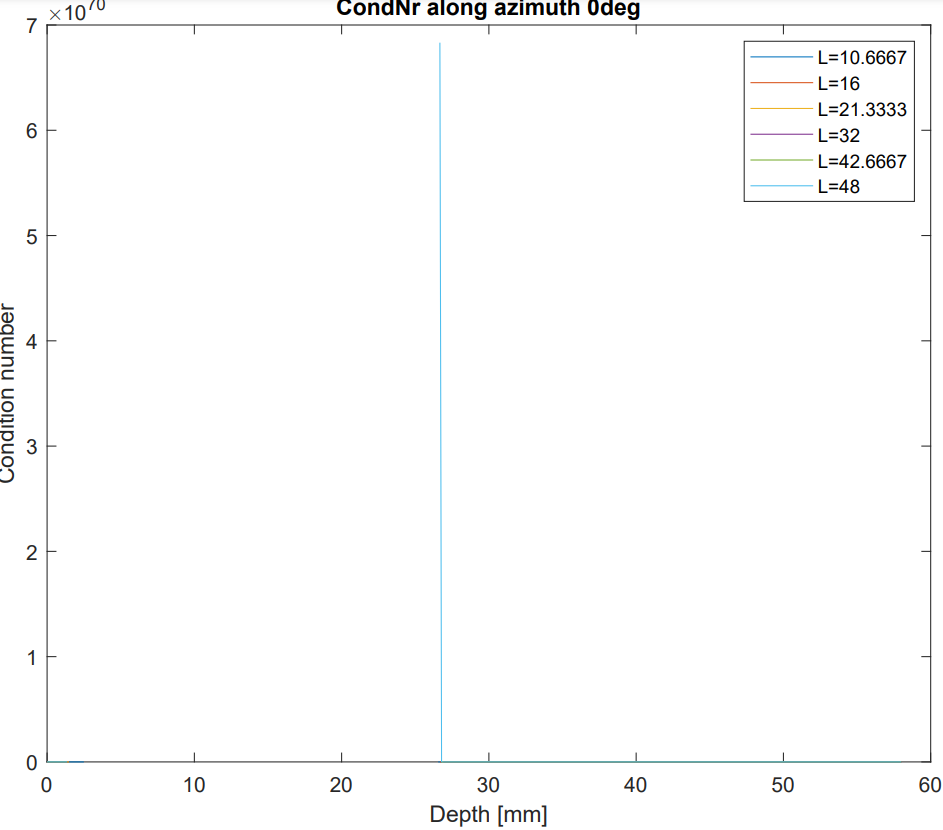 CondNr along azimuth 0deg
×10^70
7
6
5
4
3
2
1
0
Condition number
0 10 20 30 40 50 60
Depth [mm]
L=10.6667
L=16
L=21.3333
L=32
L=42.6667
L=48